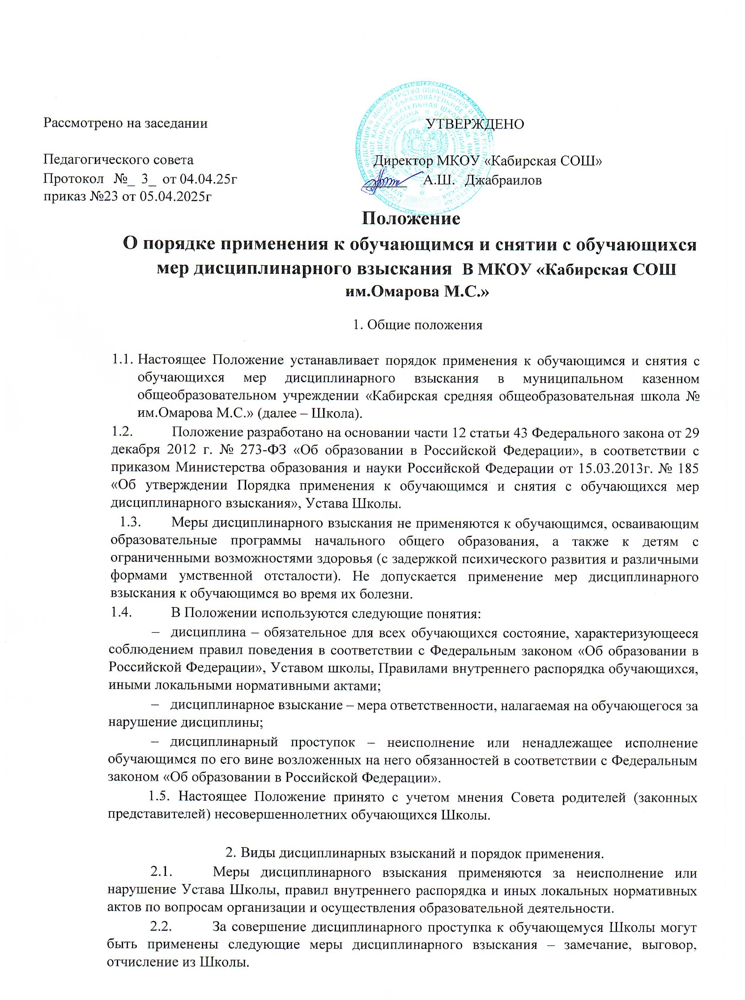 Рассмотрено на заседании
УТВЕРЖДЕНО
Педагогического совета
Директор МКОУ «Кабирская СОШ»
Протокол №_ 3_ от 04.04.25г
А.Ш. Джабраилов
приказ №23 от 05.04.2025г
Положение
О порядке применения к обучающимся и снятии с обучающихся
мер дисциплинарного взыскания В МКОУ «Кабирская СОШ
им.Омарова М.С.»
1. Общие положения
1.1. Настоящее Положение устанавливает порядок применения к обучающимся и снятия с
обучающихся мер дисциплинарного взыскания в муниципальном казенном
общеобразовательном учреждении «Кабирская средняя общеобразовательная школа №
им.Омарова М.С.» (далее – Школа).
1.2. Положение разработано на основании части 12 статьи 43 Федерального закона от 29
декабря 2012 г. № 273-ФЗ «Об образовании в Российской Федерации», в соответствии с
приказом Министерства образования и науки Российской Федерации от 15.03.2013г. № 185
«Об утверждении Порядка применения к обучающимся и снятия с обучающихся мер
дисциплинарного взыскания», Устава Школы.
1.3. Меры дисциплинарного взыскания не применяются к обучающимся, осваивающим
образовательные программы начального общего образования, а также к детям с
ограниченными возможностями здоровья (с задержкой психического развития и различными
формами умственной отсталости). Не допускается применение мер дисциплинарного
взыскания к обучающимся во время их болезни.
1.4. В Положении используются следующие понятия:
– дисциплина – обязательное для всех обучающихся состояние, характеризующееся
соблюдением правил поведения в соответствии с Федеральным законом «Об образовании в
Российской Федерации», Уставом школы, Правилами внутреннего распорядка обучающихся,
иными локальными нормативными актами;
– дисциплинарное взыскание – мера ответственности, налагаемая на обучающегося за
нарушение дисциплины;
– дисциплинарный проступок – неисполнение или ненадлежащее исполнение
обучающимся по его вине возложенных на него обязанностей в соответствии с Федеральным
законом «Об образовании в Российской Федерации».
1.5. Настоящее Положение принято с учетом мнения Совета родителей (законных
представителей) несовершеннолетних обучающихся Школы.
2. Виды дисциплинарных взысканий и порядок применения.
2.1. Меры дисциплинарного взыскания применяются за неисполнение или
нарушение Устава Школы, правил внутреннего распорядка и иных локальных нормативных
актов по вопросам организации и осуществления образовательной деятельности.
2.2. За совершение дисциплинарного проступка к обучающемуся Школы могут
быть применены следующие меры дисциплинарного взыскания – замечание, выговор,
отчисление из Школы.